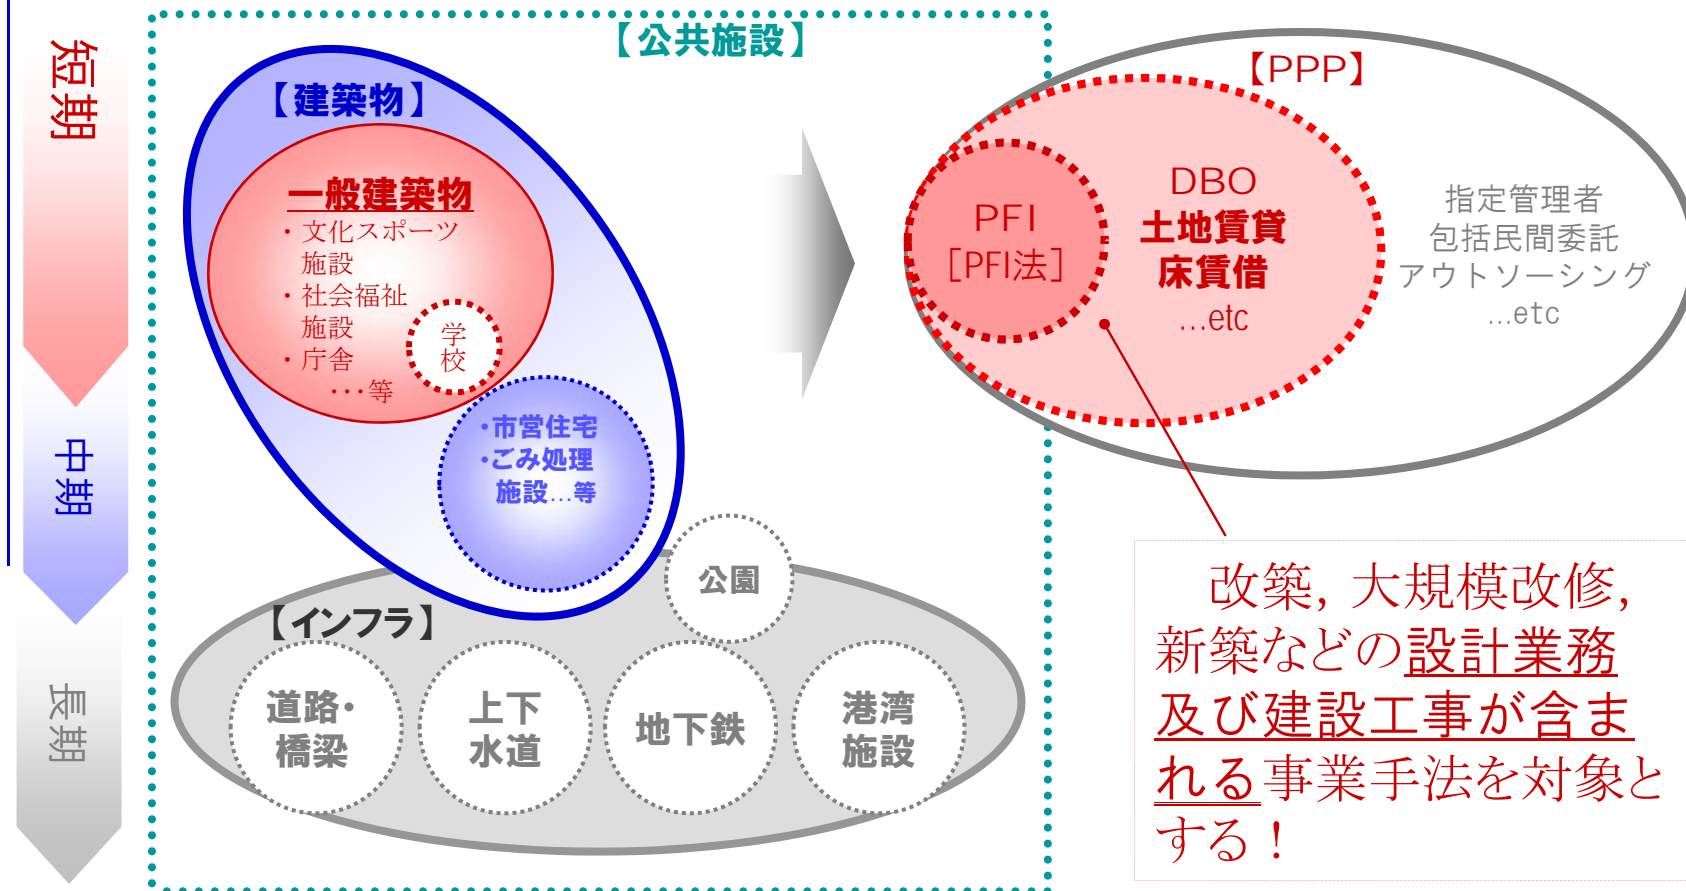 短期
中期
長期
【公共施設】
【建築物】
一般建築物
・文化スポーツ
施設
・社会福祉
施設
・庁舎
…等
学
校
・市営住宅
・ごみ処理
施設…等
【インフラ】
公園
道路・
橋梁
上下
水道
地下鉄
港湾
施設
【PPP】
PFI
［PFI法］
DBO
土地賃貸
床賃借
…etc
指定管理者
包括民間委託
アウトソーシング
…etc
改築，大規模改修，
新築などの設計業務
及び建設工事が含ま
れる事業手法を対象と
する！